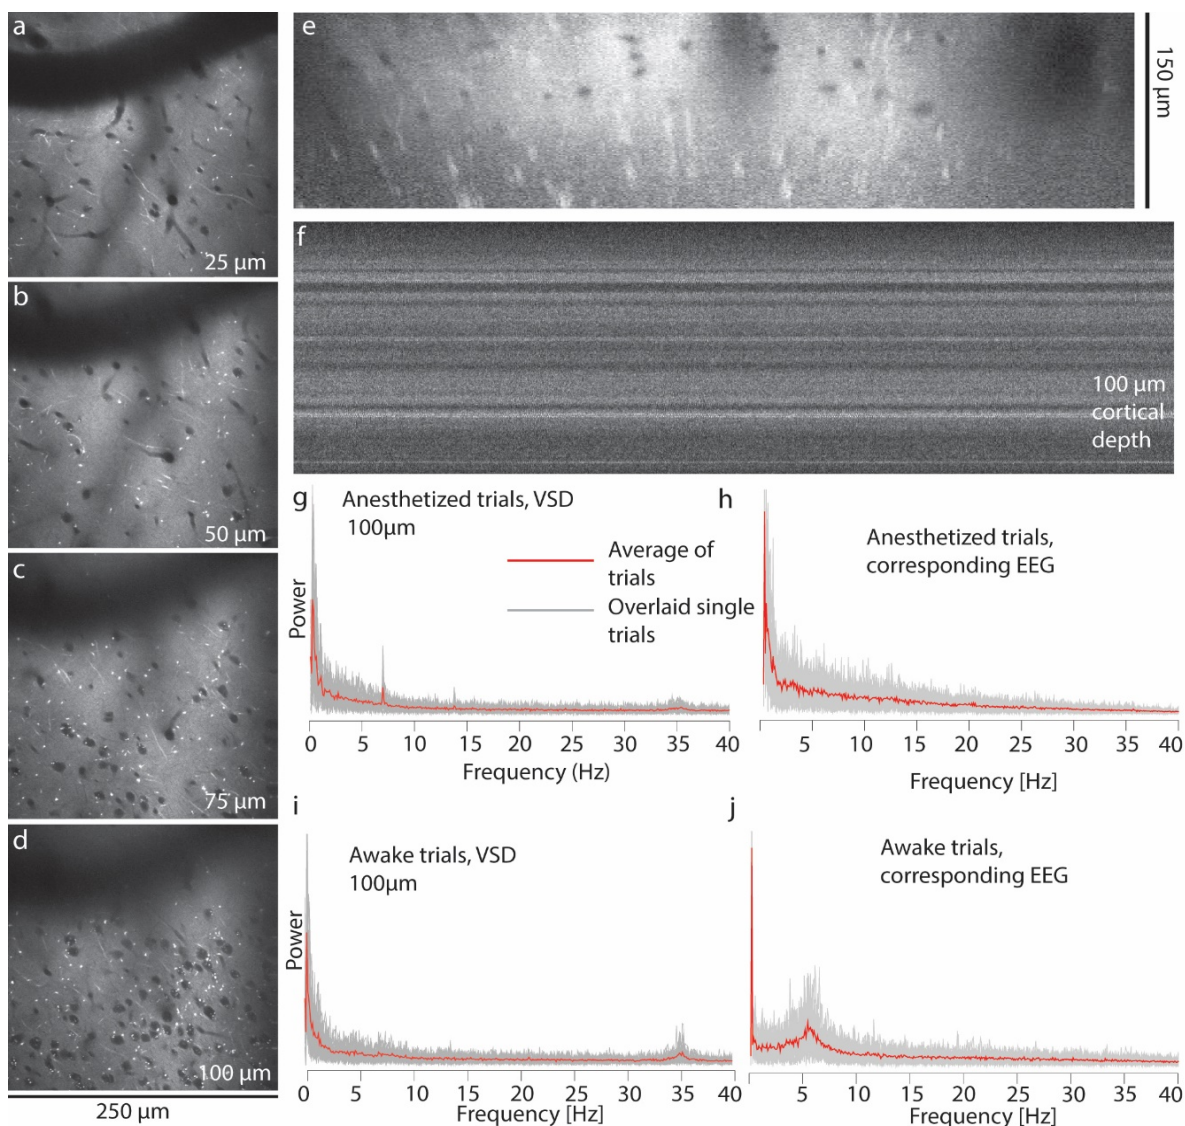 a
25 µm
b
50 µm
c
75 µm
d
100 µm
250 µm
e
150 µm
f
100 µm
cortical
depth
g
Anesthetized trials, VSD
100µm
Average of
trials
Overlaid single
trials
Power
0 5 10 15 20 25 30 35 40
Frequency (Hz)
h
Anesthetized trials,
corresponding EEG
5 10 15 20 25 30 35 40
Frequency [Hz]
i
Awake trials, VSD
100µm
Power
0 5 10 15 20 25 30 35 40
Frequency [Hz]
j
Awake trials,
corresponding EEG
5 10 15 20 25 30 35 40
Frequency [Hz]